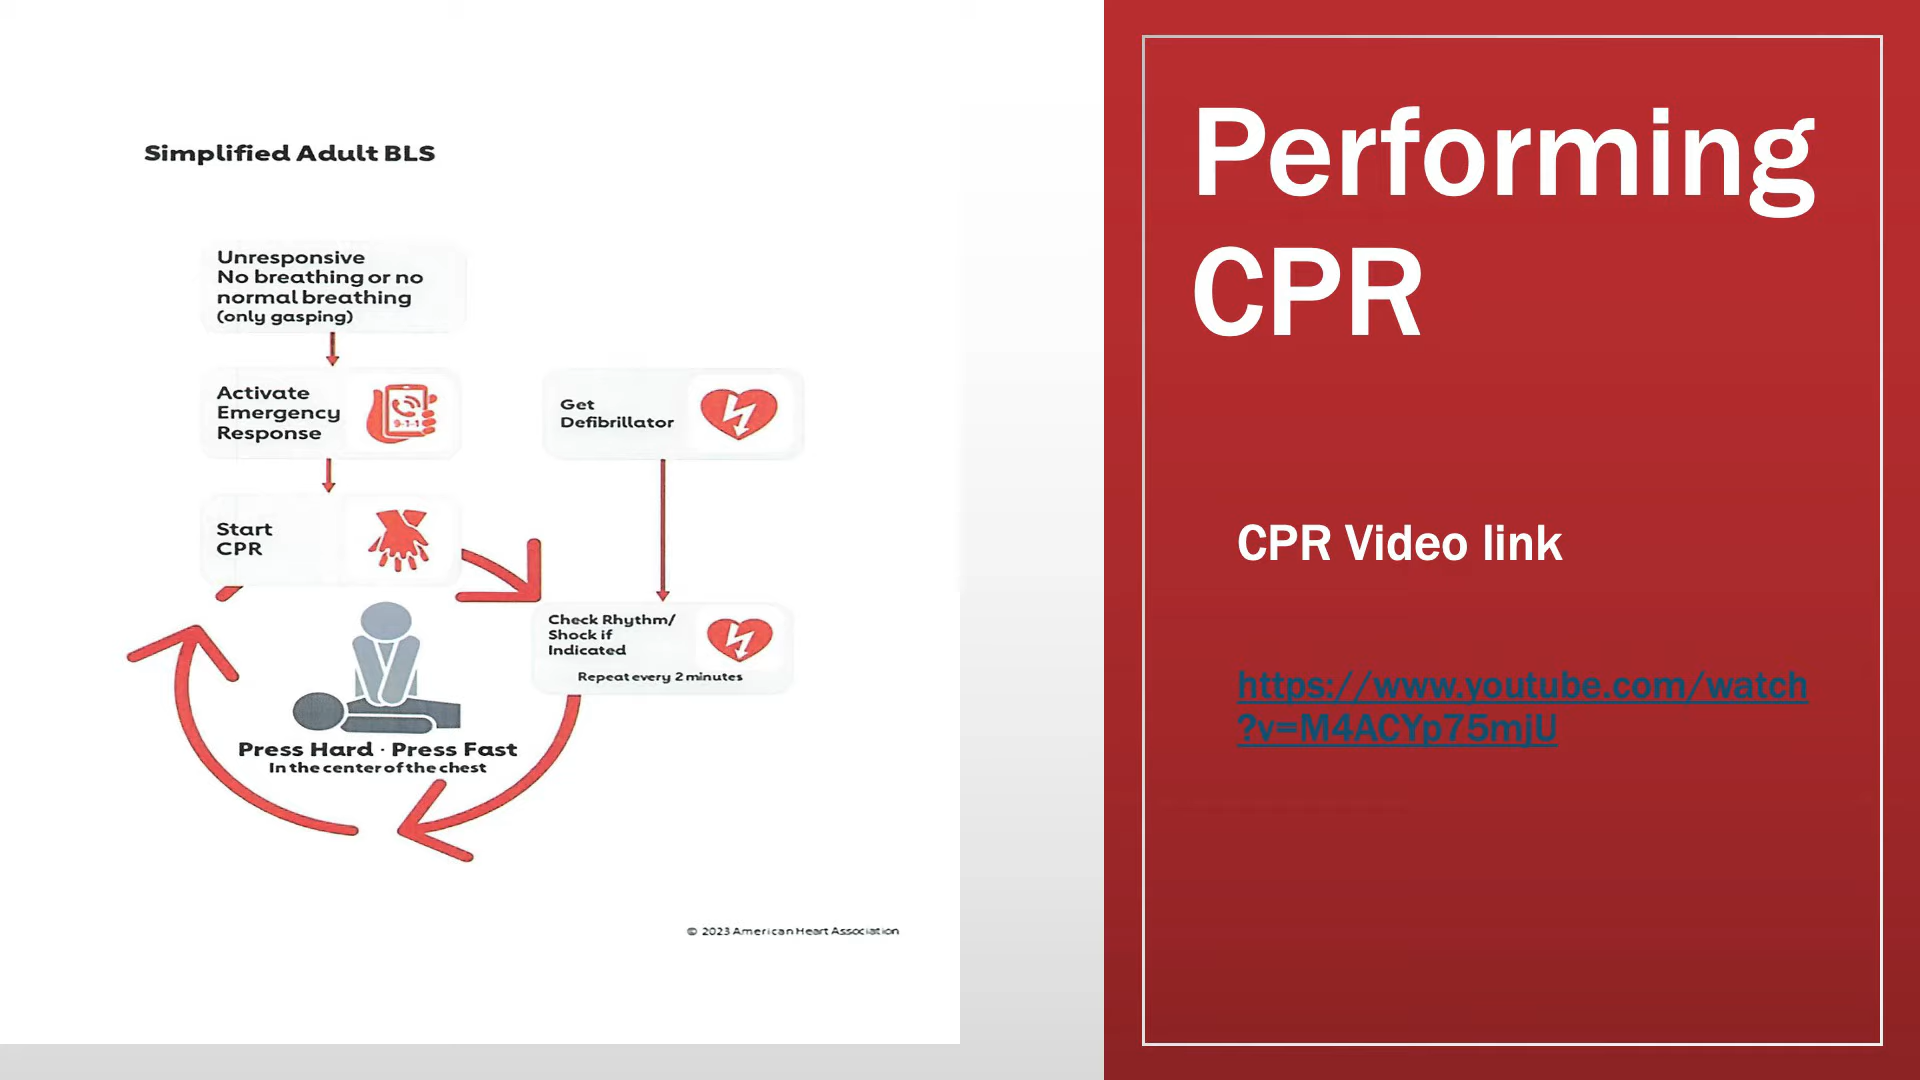 Simplified Adult BLS
Unresponsive
No breathing or no
normal breathing
(only gasping)
Activate
Emergency
Response
9-1-1
Get
Defibrillator
Start
CPR
Check Rhythm/
Shock if
Indicated
Repeat every 2 minutes
Press Hard · Press Fast
In the center of the chest
© 2023 American Heart Association
Performing
CPR
CPR Video link
https://www.youtube.com/watch
?v=M4ACYp75mjU